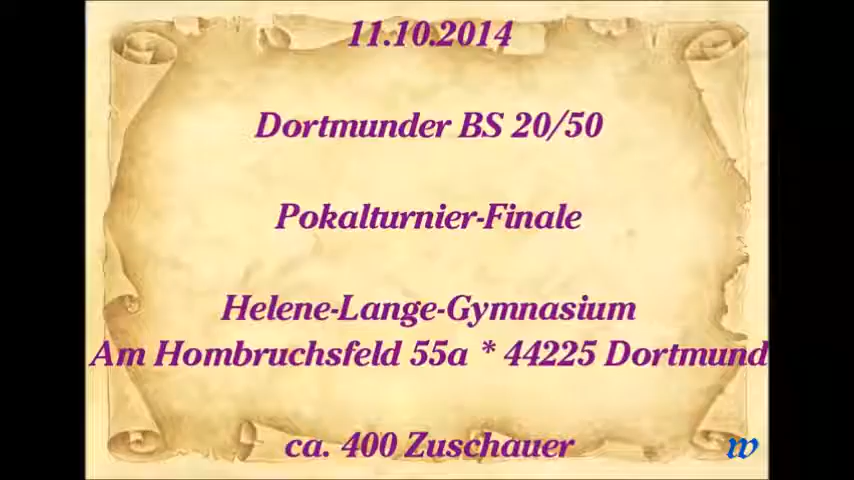 11.10.2014
Dortmunder BS 20/50
Pokalturnier-Finale
Helene-Lange-Gymnasium
Am Hombruchsfeld 55a * 44225 Dortmund
ca. 400 Zuschauer
w